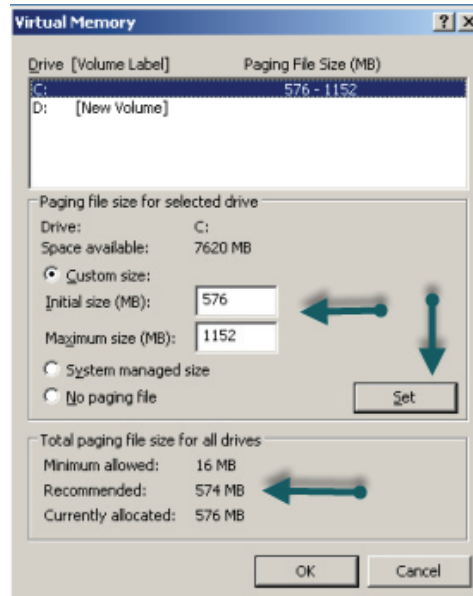 Virtual Memory
Drive [Volume Label] Paging File Size (MB)
C: 576 - 1152
D: [New Volume]
Paging file size for selected drive
Drive: C:
Space available: 7620 MB
Custom size:
Initial size (MB): 576
Maximum size (MB): 1152
System managed size
No paging file
Set
Total paging file size for all drives
Minimum allowed: 16 MB
Recommended: 574 MB
Currently allocated: 576 MB
OK Cancel